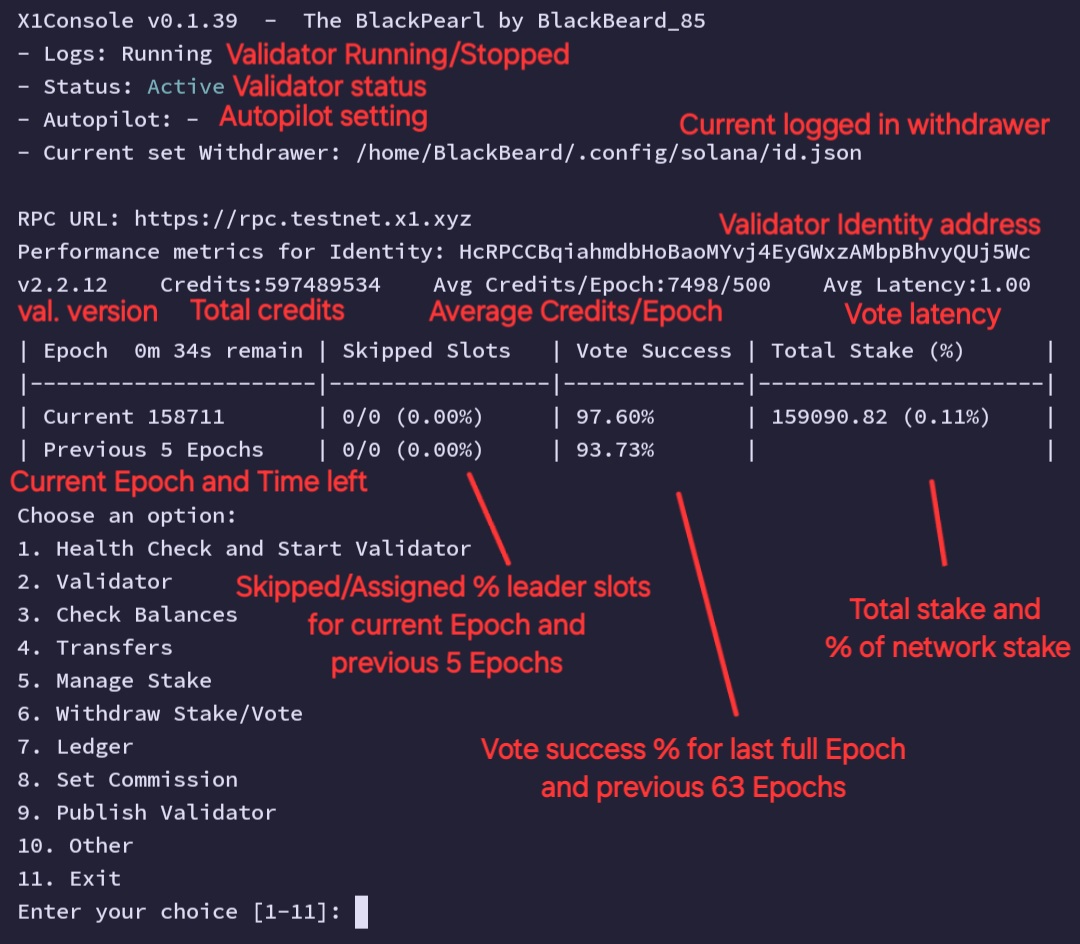 X1Console v0.1.39  -  The BlackPearl by BlackBeard_85
- Logs: Running Validator Running/Stopped
- Status: Active Validator status
- Autopilot: - Autopilot setting
Current logged in withdrawer
- Current set Withdrawer: /home/BlackBeard/.config/solana/id.json
RPC URL: https://rpc.testnet.x1.xyz
Validator Identity address
Performance metrics for Identity: HcRPCCBqiahmdbHoBaoMYvj4EyGWxzAMbpBhvyQUj5Wc
v2.2.12    Credits:597489534    Avg Credits/Epoch:7498/500    Avg Latency:1.00
val. version    Total credits    Average Credits/Epoch    Vote latency
| Epoch  0m 34s remain | Skipped Slots   | Vote Success | Total Stake (%)      |
|----------------------|-----------------|--------------|----------------------|
| Current 158711       | 0/0 (0.00%)     | 97.60%       | 159090.82 (0.11%)    |
| Previous 5 Epochs    | 0/0 (0.00%)     | 93.73%       |                      |
Current Epoch and Time left
Choose an option:
1. Health Check and Start Validator
2. Validator
3. Check Balances
4. Transfers
5. Manage Stake
6. Withdraw Stake/Vote
7. Ledger
8. Set Commission
9. Publish Validator
10. Other
11. Exit
Enter your choice [1-11]:
Skipped/Assigned % leader slots
for current Epoch and
previous 5 Epochs
Total stake and
% of network stake
Vote success % for last full Epoch
and previous 63 Epochs